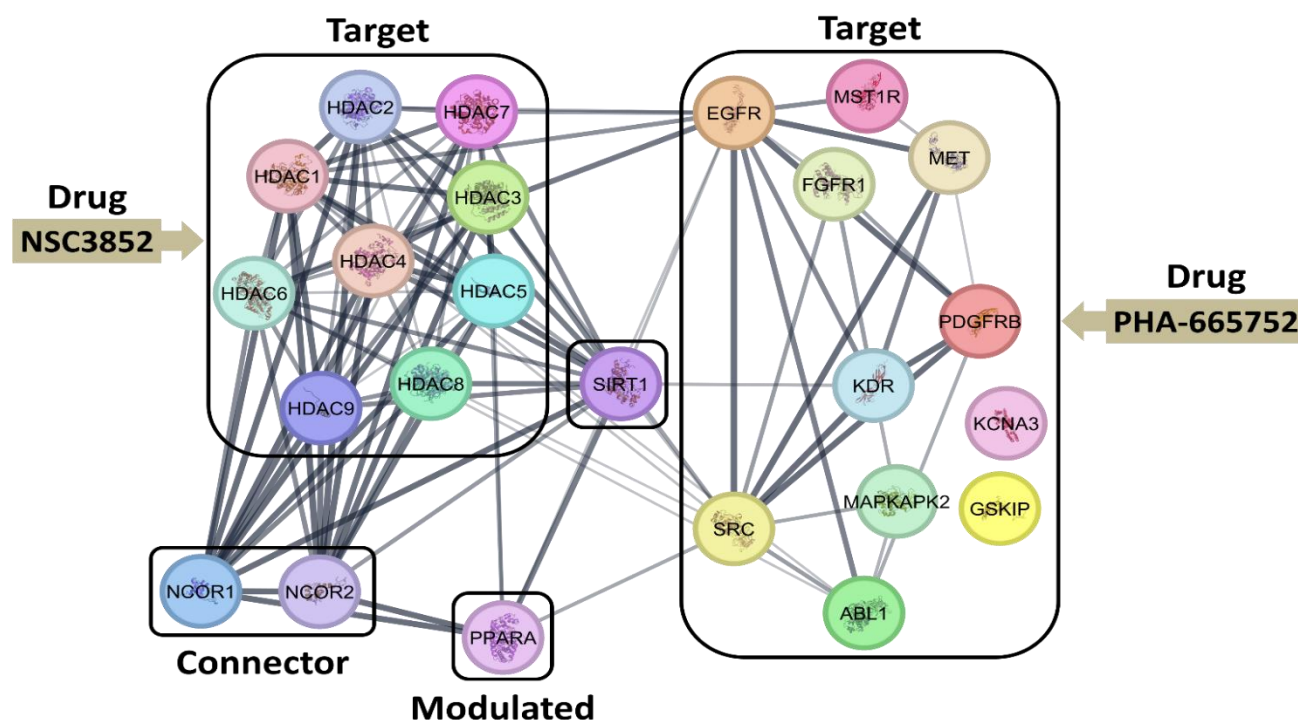 Target
Target
HDAC2
HDAC7
EGFR
MST1R
MET
HDAC1
FGFR1
Drug
NSC3852
HDAC3
HDAC4
HDAC6
HDAC5
Drug
PHA-665752
PDGFRB
SIRT1
KDR
HDAC8
HDAC9
KCNA3
MAPKAPK2
GSKIP
SRC
NCOR1
NCOR2
ABL1
PPARA
Connector
Modulated